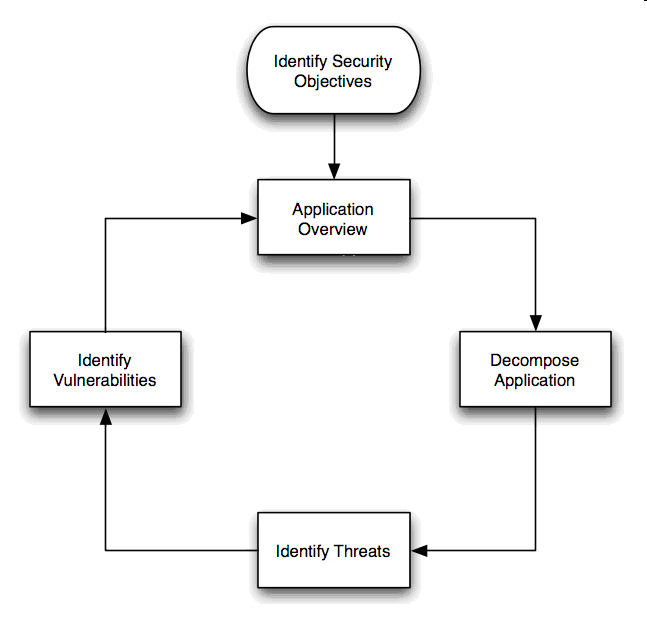 Identify Security
Objectives
Application
Overview
Identify
Vulnerabilities
Decompose
Application
Identify Threats